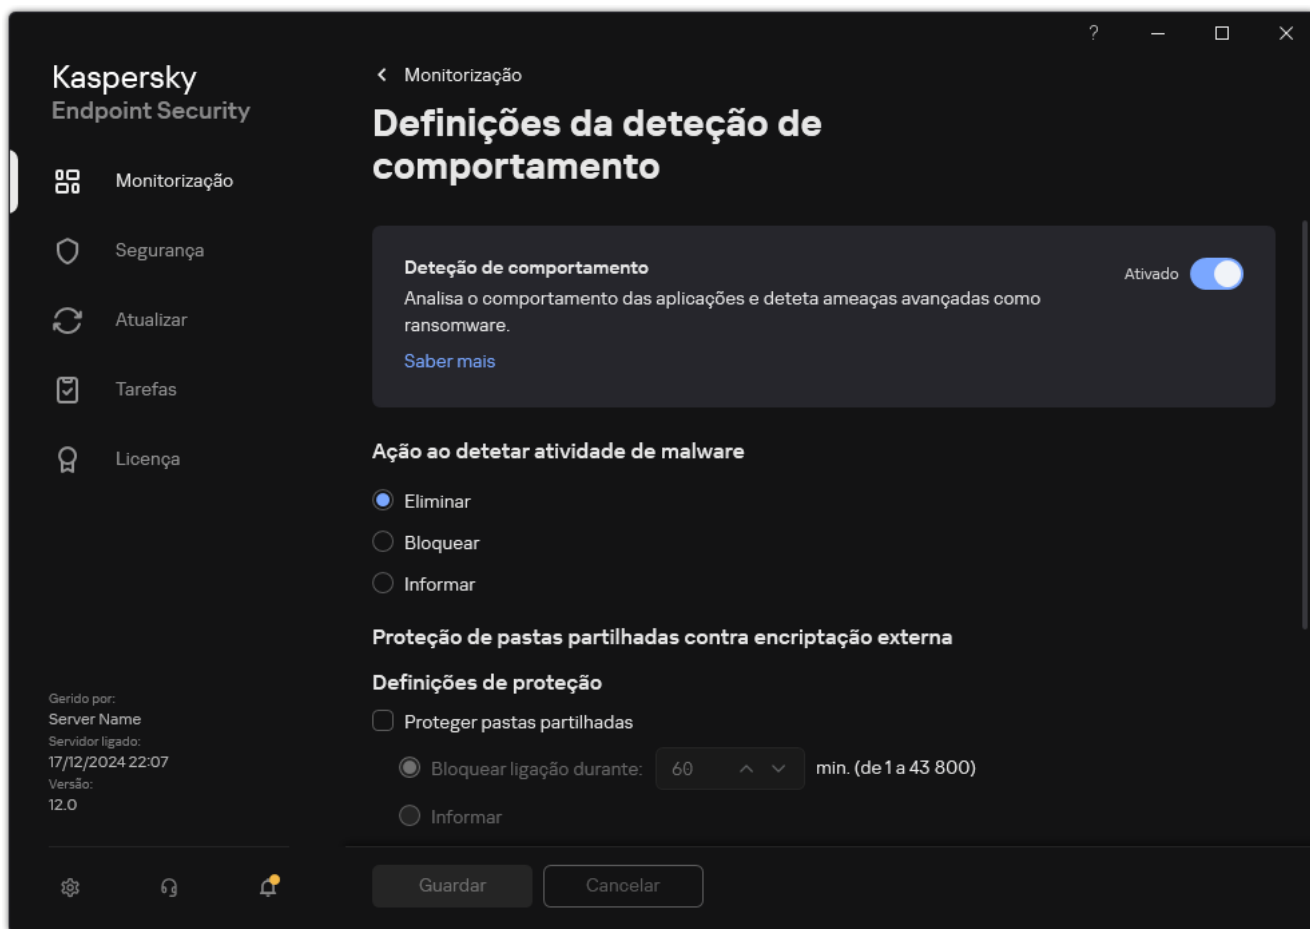 ?
Kaspersky
Endpoint Security
Monitorização
Segurança
Atualizar
Tarefas
Licença
Gerido por:
Server Name
Servidor ligado:
17/12/2024 22:07
Versão:
12.0
Monitorização
Definições da deteção de
comportamento
Deteção de comportamento
Ativado
Analisa o comportamento das aplicações e deteta ameaças avançadas como
ransomware.
Saber mais
Ação ao detetar atividade de malware
Eliminar
Bloquear
Informar
Proteção de pastas partilhadas contra encriptação externa
Definições de proteção
Proteger pastas partilhadas
Bloquear ligação durante: 60 min. (de 1 a 43 800)
Informar
Guardar Cancelar